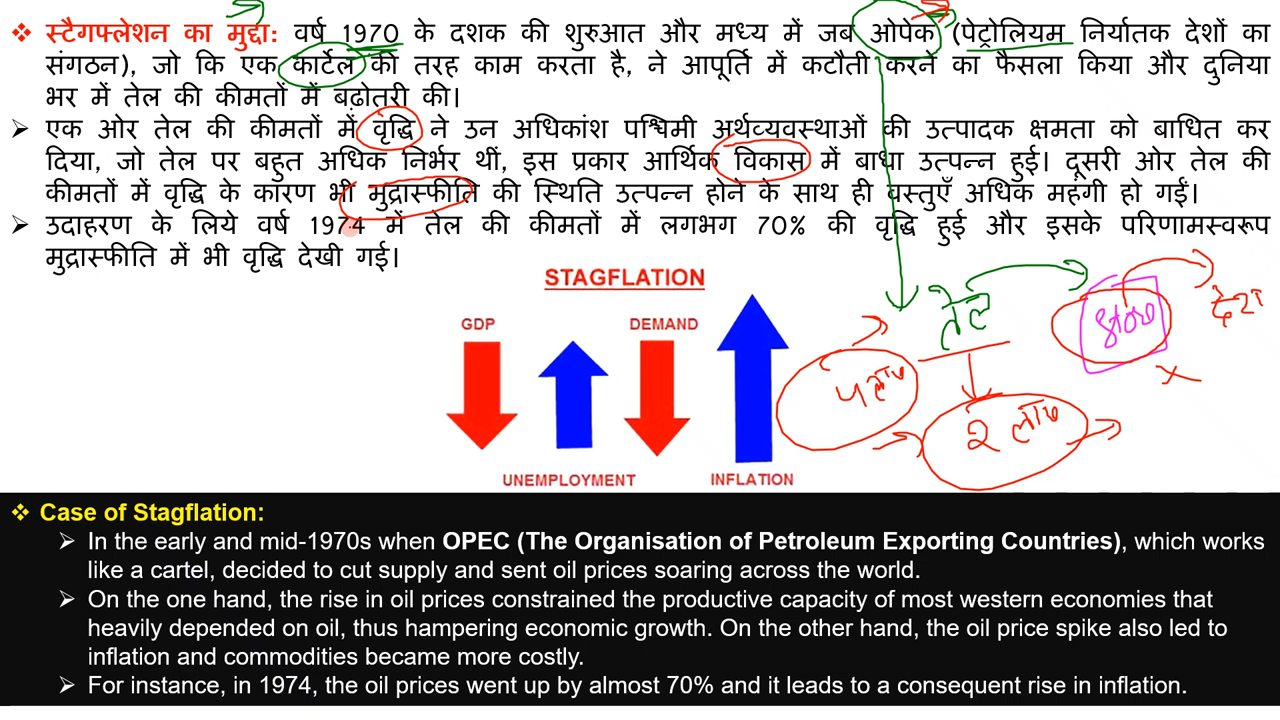 ❖ स्टैगफ्लेशन का मुद्दा: वर्ष 1970 के दशक की शुरुआत और मध्य में जब ओपेक (पेट्रोलियम निर्यातक देशों का
संगठन), जो कि एक कार्टेल की तरह काम करता है, ने आपूर्ति में कटौती करने का फैसला किया और दुनिया
भर में तेल की कीमतों में बढ़ोतरी की।
➢ एक ओर तेल की कीमतों में वृद्धि ने उन अधिकांश पश्चिमी अर्थव्यवस्थाओं की उत्पादक क्षमता को बाधित कर
दिया, जो तेल पर बहुत अधिक निर्भर थीं, इस प्रकार आर्थिक विकास में बाधा उत्पन्न हुई। दूसरी ओर तेल की
कीमतों में वृद्धि के कारण भी मुद्रास्फीति की स्थिति उत्पन्न होने के साथ ही वस्तुएँ अधिक महंगी हो गईं।
➢ उदाहरण के लिये वर्ष 1974 में तेल की कीमतों में लगभग 70% की वृद्धि हुई और इसके परिणामस्वरूप
मुद्रास्फीति में भी वृद्धि देखी गई।
STAGFLATION
GDP
DEMAND
तेल
2 लाख
UNEMPLOYMENT
INFLATION
❖ Case of Stagflation:
➢ In the early and mid-1970s when OPEC (The Organisation of Petroleum Exporting Countries), which works
like a cartel, decided to cut supply and sent oil prices soaring across the world.
➢ On the one hand, the rise in oil prices constrained the productive capacity of most western economies that
heavily depended on oil, thus hampering economic growth. On the other hand, the oil price spike also led to
inflation and commodities became more costly.
➢ For instance, in 1974, the oil prices went up by almost 70% and it leads to a consequent rise in inflation.